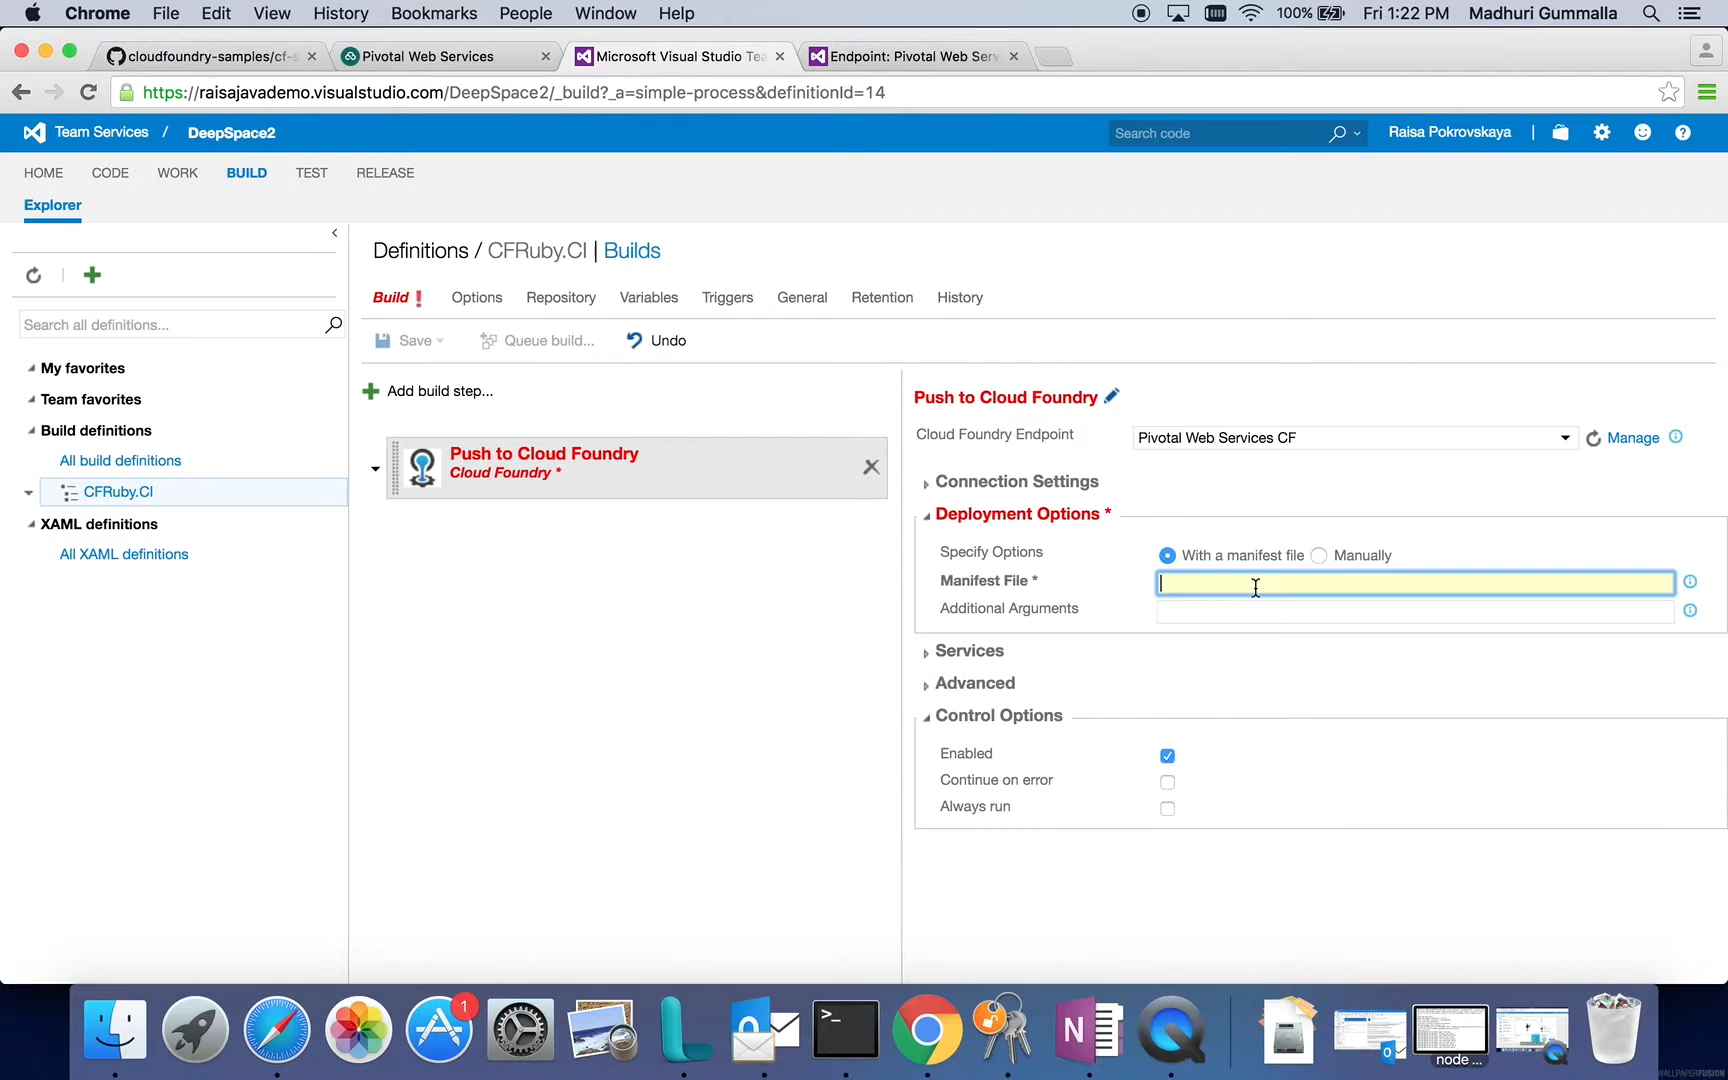 Chrome File Edit View History Bookmarks People Window Help 100% Fri 1:22 PM Madhuri Gummalla
cloudfoundry-samples/cf-s Pivotal Web Services Microsoft Visual Studio Tea Endpoint: Pivotal Web Serv
https://raisajavademo.visualstudio.com/DeepSpace2/_build?_a=simple-process&definitionId=14
Team Services / DeepSpace2 Search code Raisa Pokrovskaya |
HOME CODE WORK BUILD TEST RELEASE
Explorer
Definitions / CFRuby.CI | Builds
Build ! Options Repository Variables Triggers General Retention History
Search all definitions...
Save Queue build... Undo
My favorites
Team favorites
Build definitions
All build definitions
CFRuby.CI
XAML definitions
All XAML definitions
Add build step...
Push to Cloud Foundry
Cloud Foundry *
Push to Cloud Foundry
Cloud Foundry Endpoint Pivotal Web Services CF Manage
Connection Settings
Deployment Options *
Specify Options With a manifest file Manually
Manifest File *
Additional Arguments
Services
Advanced
Control Options
Enabled
Continue on error
Always run
1
>_
N
node ...